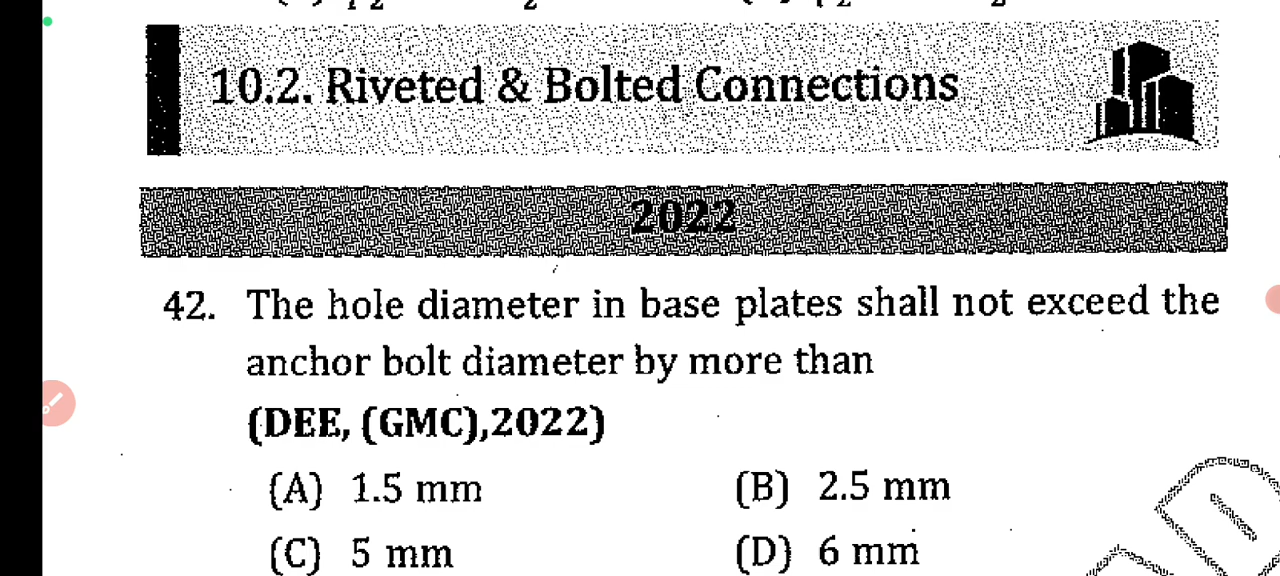 10.2. Riveted & Bolted Connections
2022
42. The hole diameter in base plates shall not exceed the
anchor bolt diameter by more than
(DEE, (GMC),2022)
(A) 1.5 mm (B) 2.5 mm
(C) 5 mm (D) 6 mm